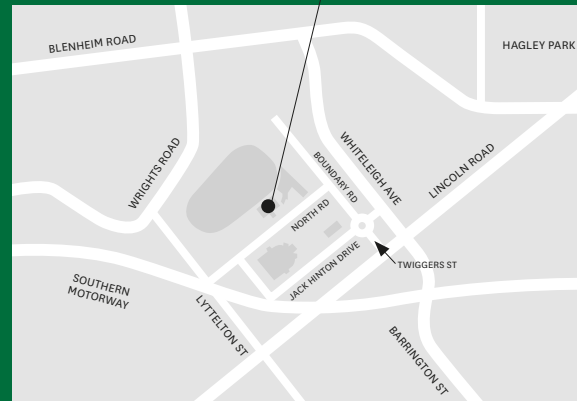 BLENHEIM ROAD
HAGLEY PARK
WRIGHTS ROAD
WHITELEIGH AVE
BOUNDARY RD
LINCOLN ROAD
NORTH RD
JACK HINTON DRIVE
TWIGGERS ST
SOUTHERN
MOTORWAY
LYTTELTON ST
BARRINGTON ST